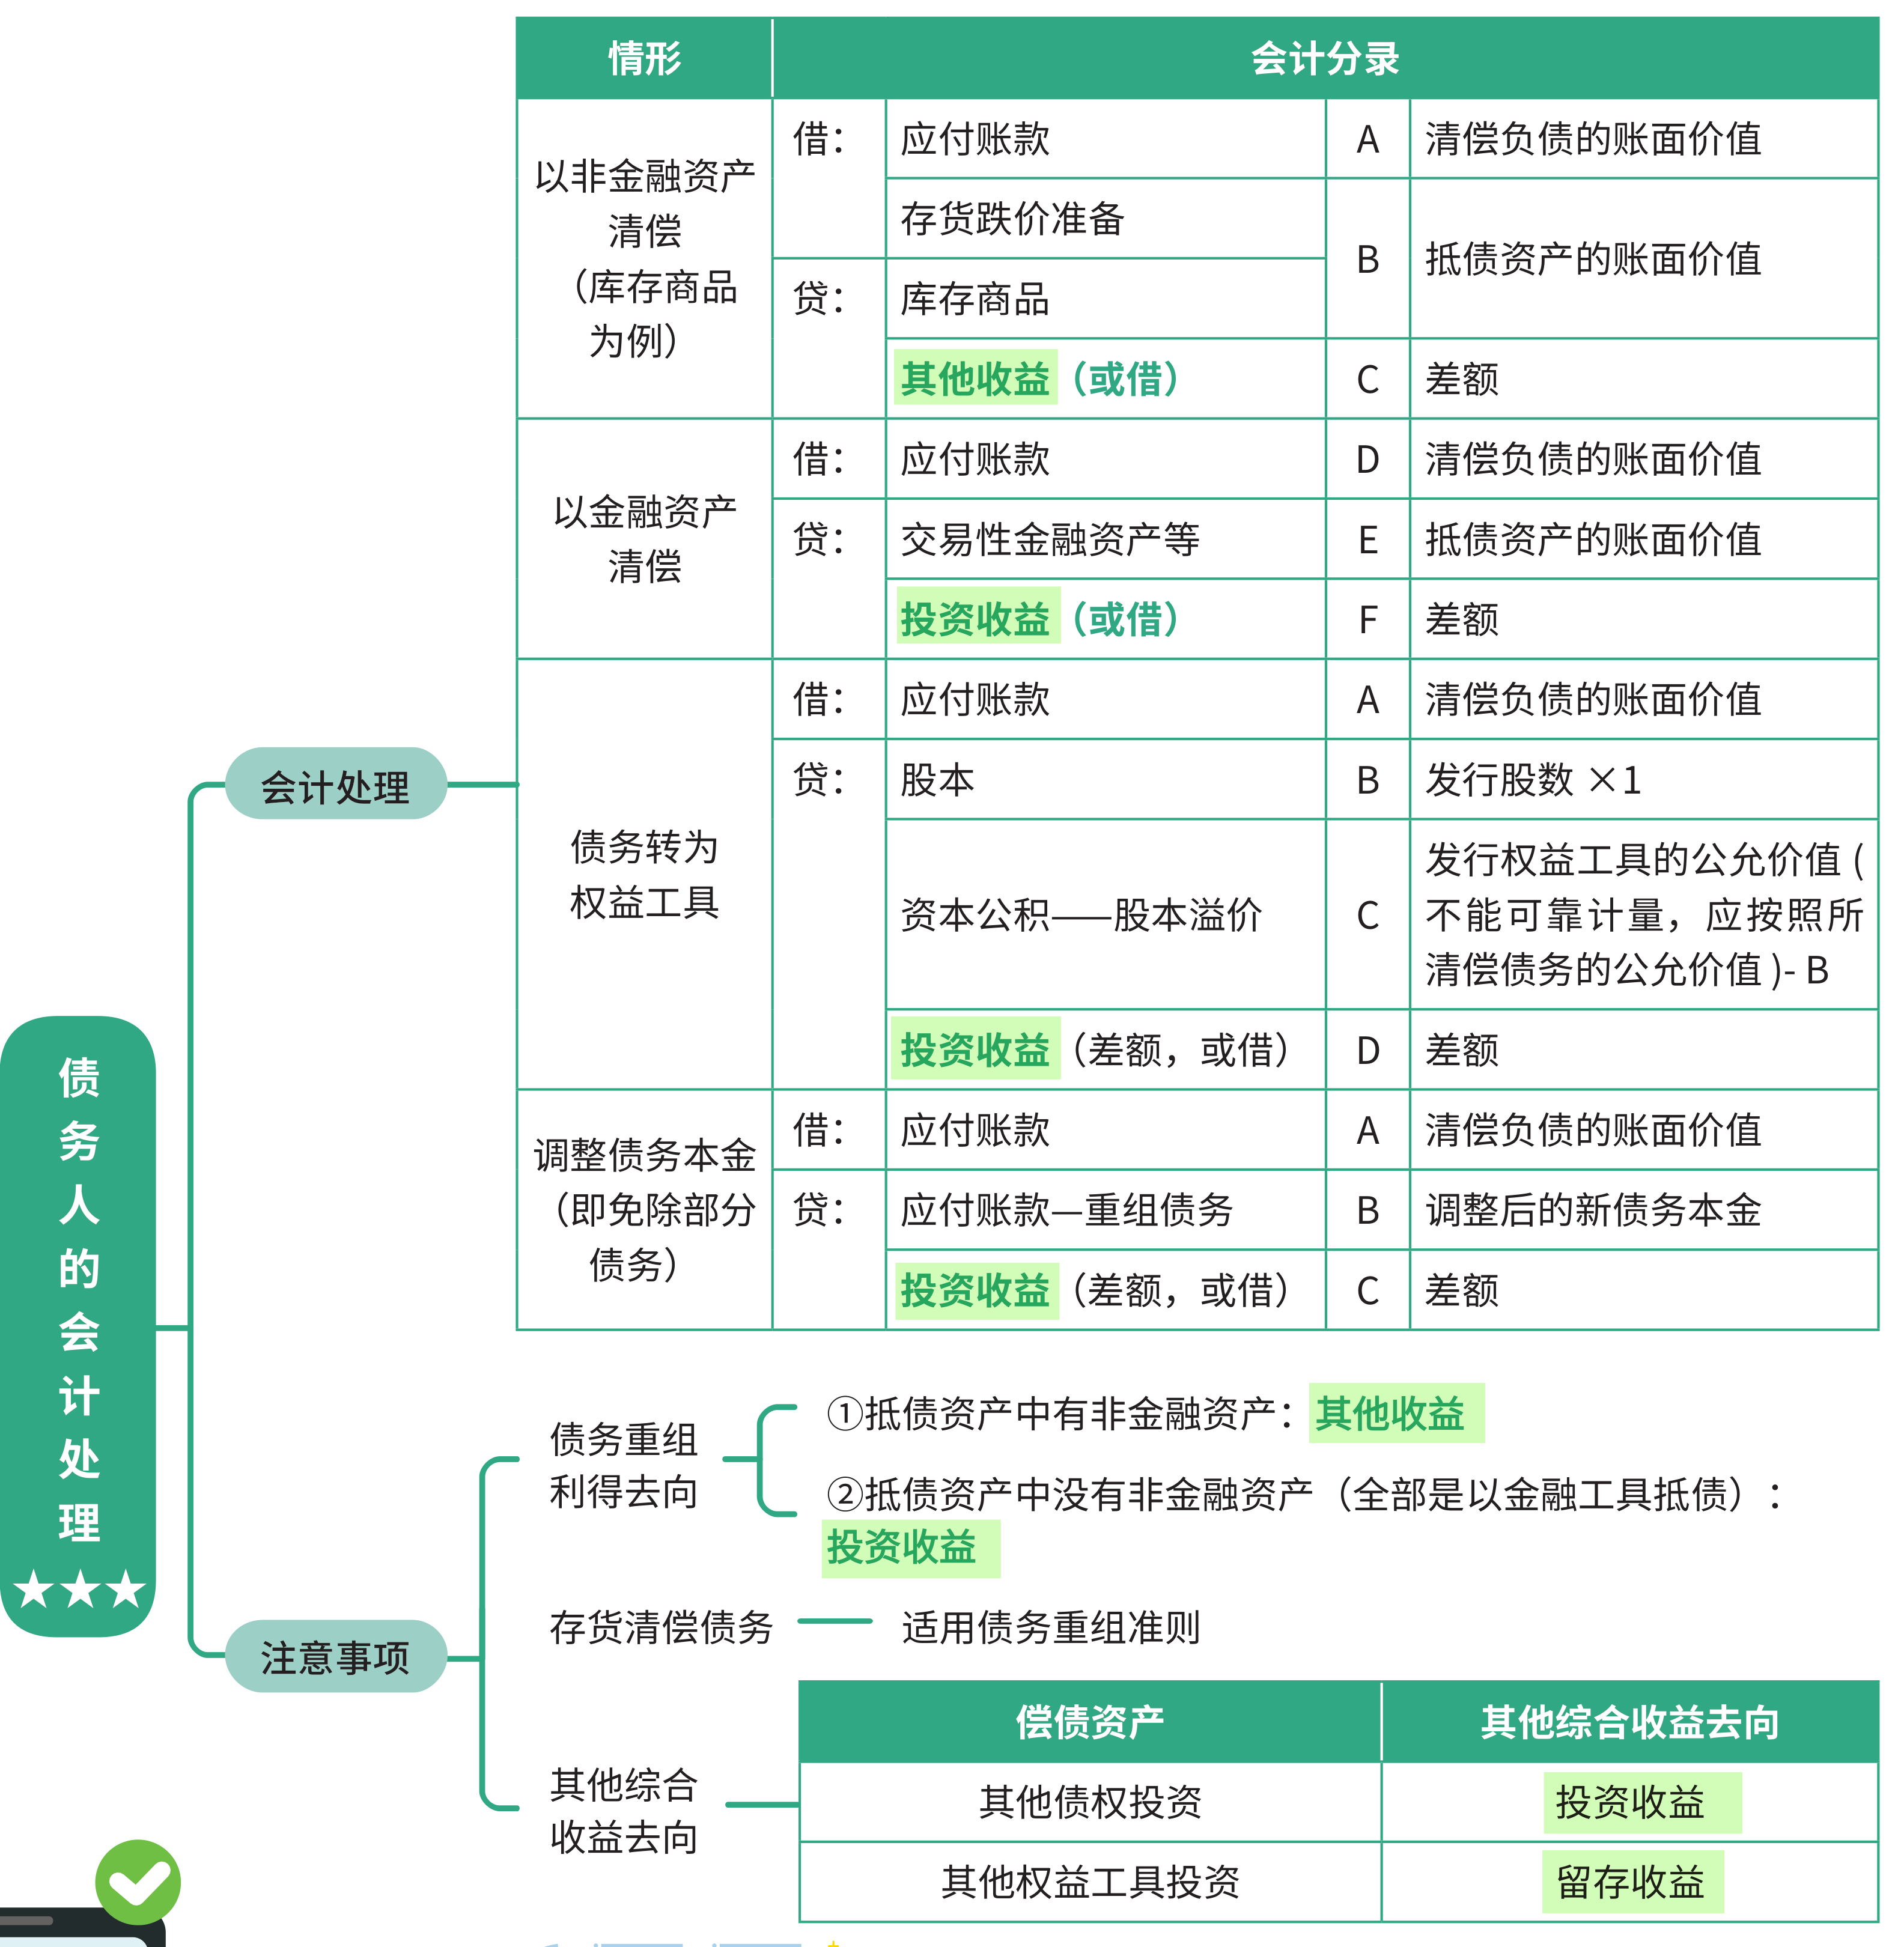 情形 会计分录
以非金融资产
清偿
（库存商品
为例）
借： 应付账款 A 清偿负债的账面价值
存货跌价准备 B 抵债资产的账面价值
贷： 库存商品
其他收益（或借） C 差额
以金融资产
清偿
借： 应付账款 D 清偿负债的账面价值
贷： 交易性金融资产等 E 抵债资产的账面价值
投资收益（或借） F 差额
债务转为
权益工具
借： 应付账款 A 清偿负债的账面价值
贷： 股本 B 发行股数 ×1
资本公积——股本溢价 C 发行权益工具的公允价值 (
不能可靠计量，应按照所
清偿债务的公允价值 )- B
投资收益（差额，或借） D 差额
调整债务本金
（即免除部分
债务）
借： 应付账款 A 清偿负债的账面价值
贷： 应付账款—重组债务 B 调整后的新债务本金
投资收益（差额，或借） C 差额
会计处理
债
务
人
的
会
计
处
理
★★★
注意事项
债务重组
利得去向
①抵债资产中有非金融资产：其他收益
②抵债资产中没有非金融资产（全部是以金融工具抵债）：
投资收益
存货清偿债务 适用债务重组准则
其他综合
收益去向
偿债资产 其他综合收益去向
其他债权投资 投资收益
其他权益工具投资 留存收益